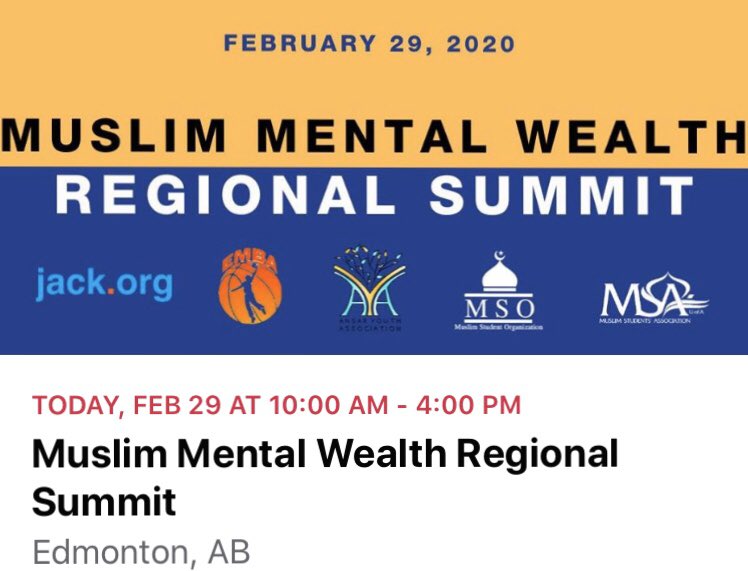 FEBRUARY 29, 2020
MUSLIM MENTAL WEALTH
REGIONAL SUMMIT
jack.org
EMBA
AYA
ANSAR YOUTH
ASSOCIATION
MSO
Muslim Student Organization
MSA
U of A
MUSLIM STUDENTS ASSOCIATION
TODAY, FEB 29 AT 10:00 AM - 4:00 PM
Muslim Mental Wealth Regional
Summit
Edmonton, AB